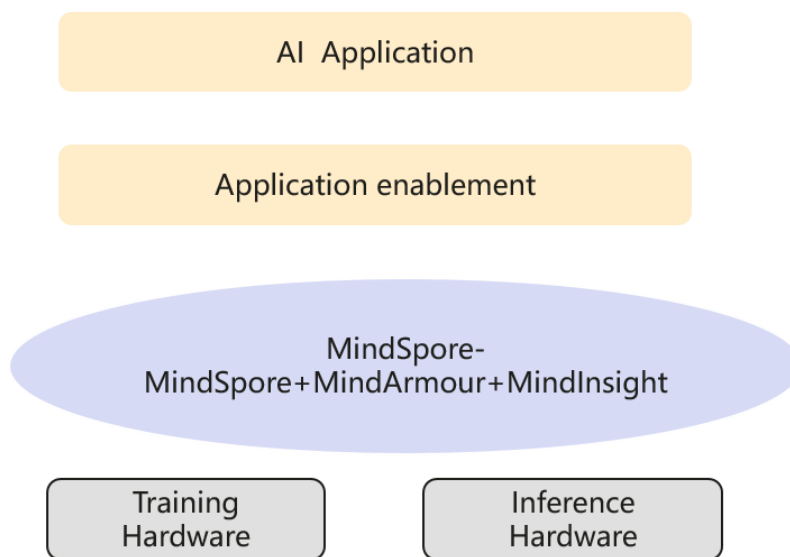 AI  Application
Application enablement
MindSpore-
MindSpore+MindArmour+MindInsight
Training
Hardware
Inference
Hardware